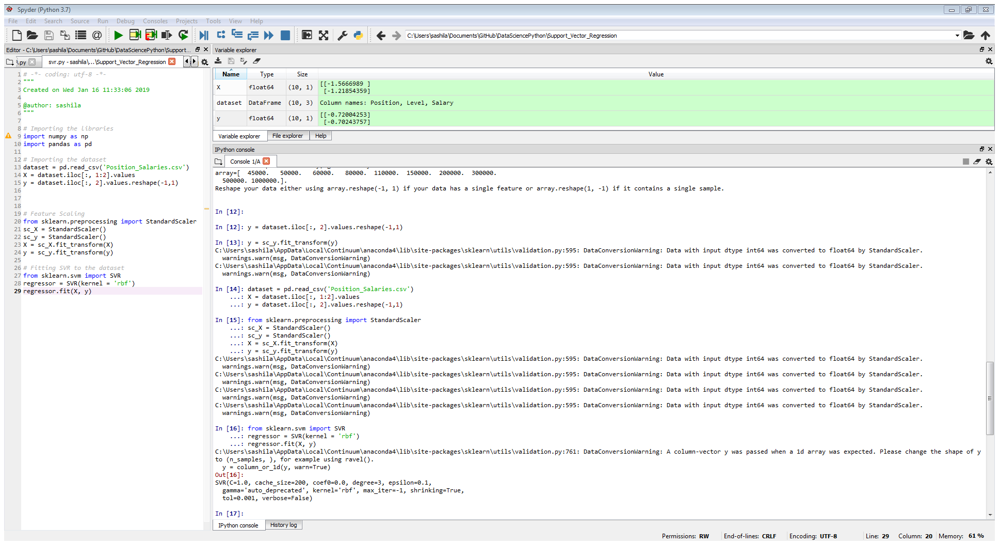 Spyder (Python 3.7)
File Edit Search Source Run Debug Consoles Projects Tools View Help
C:\Users\sashila\Documents\GitHub\DataSciencePython\Support_Vector_Regression
Editor - C:\Users\sashila\Documents\GitHub\DataSciencePython\Support...
.py
svr.py - sashila\...\Support_Vector_Regression
1 # -*- coding: utf-8 -*-
2 """
3 Created on Wed Jan 16 11:33:06 2019
4
5 @author: sashila
6 """
7
8 # Importing the libraries
9 import numpy as np
10 import pandas as pd
11
12 # Importing the dataset
13 dataset = pd.read_csv('Position_Salaries.csv')
14 X = dataset.iloc[:, 1:2].values
15 y = dataset.iloc[:, 2].values.reshape(-1,1)
16
17
18
19 # Feature Scaling
20 from sklearn.preprocessing import StandardScaler
21 sc_X = StandardScaler()
22 sc_y = StandardScaler()
23 X = sc_X.fit_transform(X)
24 y = sc_y.fit_transform(y)
25
26 # Fitting SVR to the dataset
27 from sklearn.svm import SVR
28 regressor = SVR(kernel = 'rbf')
29 regressor.fit(X, y)
Variable explorer
Name Type Size Value
X float64 (10, 1) [[-1.5666989 ]
[-1.21854359]
dataset DataFrame (10, 3) Column names: Position, Level, Salary
y float64 (10, 1) [[-0.72004253]
[-0.70243757]
Variable explorer File explorer Help
IPython console
Console 1/A
array=[ 45000. 50000. 60000. 80000. 110000. 150000. 200000. 300000.
500000. 1000000.].
Reshape your data either using array.reshape(-1, 1) if your data has a single feature or array.reshape(1, -1) if it contains a single sample.
In [12]:
In [12]: y = dataset.iloc[:, 2].values.reshape(-1,1)
In [13]: y = sc_y.fit_transform(y)
C:\Users\sashila\AppData\Local\Continuum\anaconda4\lib\site-packages\sklearn\utils\validation.py:595: DataConversionWarning: Data with input dtype int64 was converted to float64 by StandardScaler.
warnings.warn(msg, DataConversionWarning)
C:\Users\sashila\AppData\Local\Continuum\anaconda4\lib\site-packages\sklearn\utils\validation.py:595: DataConversionWarning: Data with input dtype int64 was converted to float64 by StandardScaler.
warnings.warn(msg, DataConversionWarning)
In [14]: dataset = pd.read_csv('Position_Salaries.csv')
...: X = dataset.iloc[:, 1:2].values
...: y = dataset.iloc[:, 2].values.reshape(-1,1)
In [15]: from sklearn.preprocessing import StandardScaler
...: sc_X = StandardScaler()
...: sc_y = StandardScaler()
...: X = sc_X.fit_transform(X)
...: y = sc_y.fit_transform(y)
C:\Users\sashila\AppData\Local\Continuum\anaconda4\lib\site-packages\sklearn\utils\validation.py:595: DataConversionWarning: Data with input dtype int64 was converted to float64 by StandardScaler.
warnings.warn(msg, DataConversionWarning)
C:\Users\sashila\AppData\Local\Continuum\anaconda4\lib\site-packages\sklearn\utils\validation.py:595: DataConversionWarning: Data with input dtype int64 was converted to float64 by StandardScaler.
warnings.warn(msg, DataConversionWarning)
C:\Users\sashila\AppData\Local\Continuum\anaconda4\lib\site-packages\sklearn\utils\validation.py:595: DataConversionWarning: Data with input dtype int64 was converted to float64 by StandardScaler.
warnings.warn(msg, DataConversionWarning)
C:\Users\sashila\AppData\Local\Continuum\anaconda4\lib\site-packages\sklearn\utils\validation.py:595: DataConversionWarning: Data with input dtype int64 was converted to float64 by StandardScaler.
warnings.warn(msg, DataConversionWarning)
In [16]: from sklearn.svm import SVR
...: regressor = SVR(kernel = 'rbf')
...: regressor.fit(X, y)
C:\Users\sashila\AppData\Local\Continuum\anaconda4\lib\site-packages\sklearn\utils\validation.py:761: DataConversionWarning: A column-vector y was passed when a 1d array was expected. Please change the shape of y
to (n_samples, ), for example using ravel().
y = column_or_1d(y, warn=True)
Out[16]:
SVR(C=1.0, cache_size=200, coef0=0.0, degree=3, epsilon=0.1,
gamma='auto_deprecated', kernel='rbf', max_iter=-1, shrinking=True,
tol=0.001, verbose=False)
In [17]:
IPython console History log
Permissions: RW End-of-lines: CRLF Encoding: UTF-8 Line: 29 Column: 20 Memory: 61 %